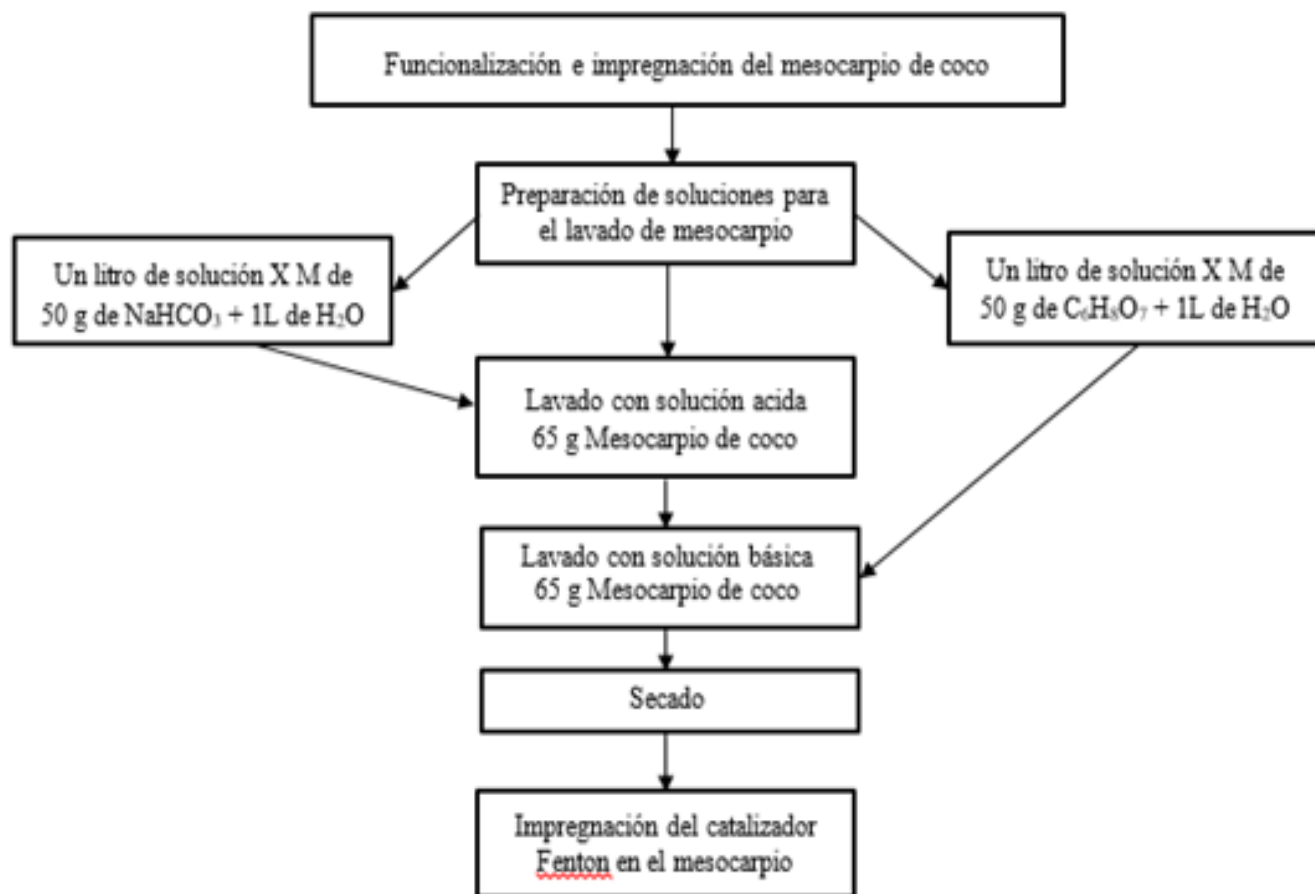 Funcionalización e impregnación del mesocarpio de coco
Preparación de soluciones para
el lavado de mesocarpio
Un litro de solución X M de
50 g de NaHCO₃ + 1L de H₂O
Un litro de solución X M de
50 g de C₆H₈O₇ + 1L de H₂O
Lavado con solución acida
65 g Mesocarpio de coco
Lavado con solución básica
65 g Mesocarpio de coco
Secado
Impregnación del catalizador
Fenton en el mesocarpio